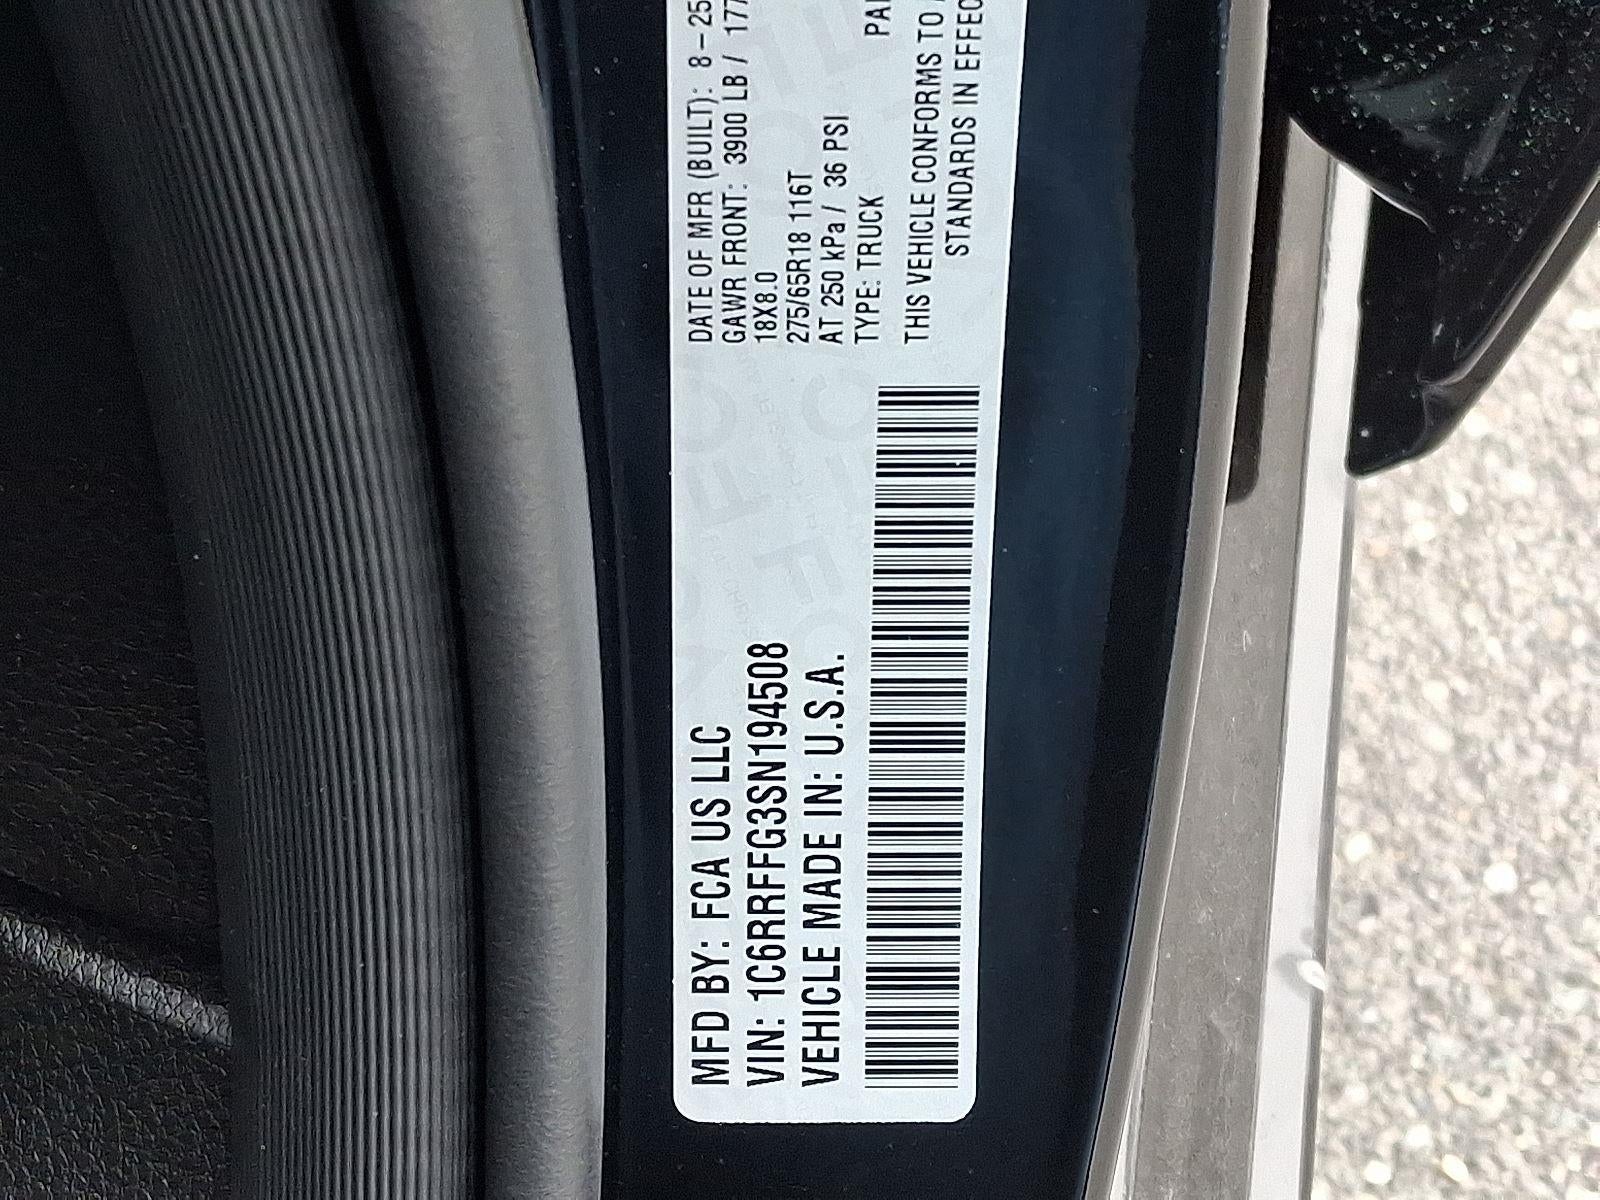 MFD BY: FCA US LLC
VIN: 1C6RRFFG3SN194508
VEHICLE MADE IN: U.S.A.
DATE OF MFR (BUILT): 8-25
GAWR FRONT: 3900 LB / 177
18X8.0
275/65R18 116T
AT 250 kPa / 36 PSI
TYPE: TRUCK PAI
THIS VEHICLE CONFORMS TO
STANDARDS IN EFFEC